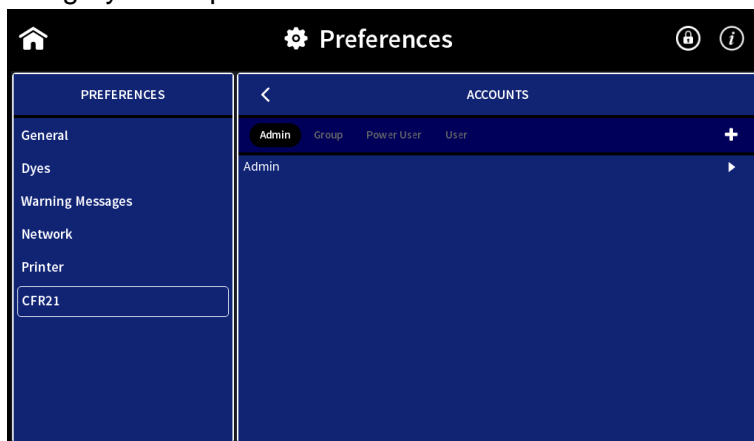 Preferences
PREFERENCES
ACCOUNTS
General
Admin Group Power User User
Dyes
Admin
Warning Messages
Network
Printer
CFR21